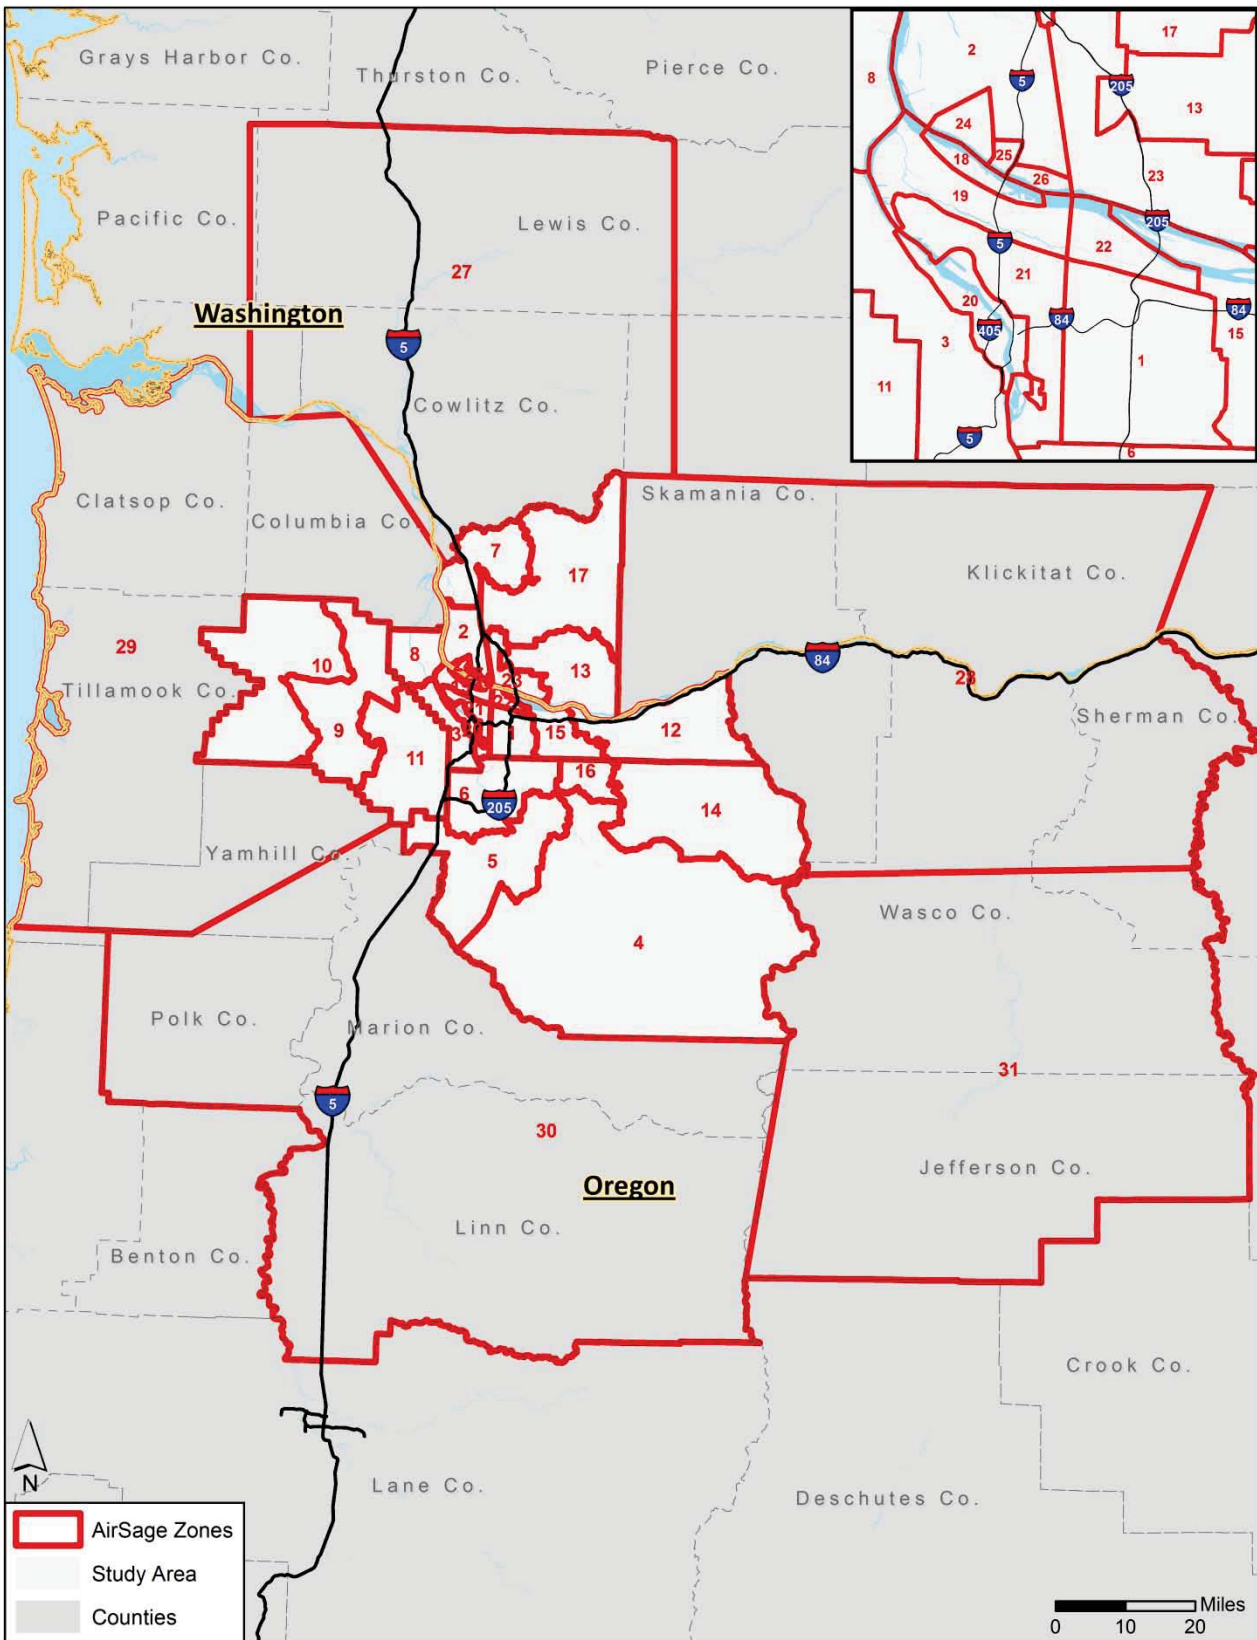 Grays Harbor Co.
Thurston Co.
Pierce Co.
Pacific Co.
Lewis Co.
27
Washington
5
Cowlitz Co.
Clatsop Co.
Columbia Co.
Skamania Co.
7
17
Klickitat Co.
29
2
10
8
13
84
28
23
Tillamook Co.
Sherman Co.
9
11
3
1
15
12
16
6
205
14
Yamhill Co.
5
Wasco Co.
4
Polk Co.
Marion Co.
31
5
30
Jefferson Co.
Oregon
Linn Co.
Benton Co.
Crook Co.
Lane Co.
Deschutes Co.
N
AirSage Zones
Study Area
Counties
Miles
0 10 20
17
2
5
205
8
13
24
25
18
26
23
19
205
5
22
21
20
84
84
405
15
3
1
11
5
6